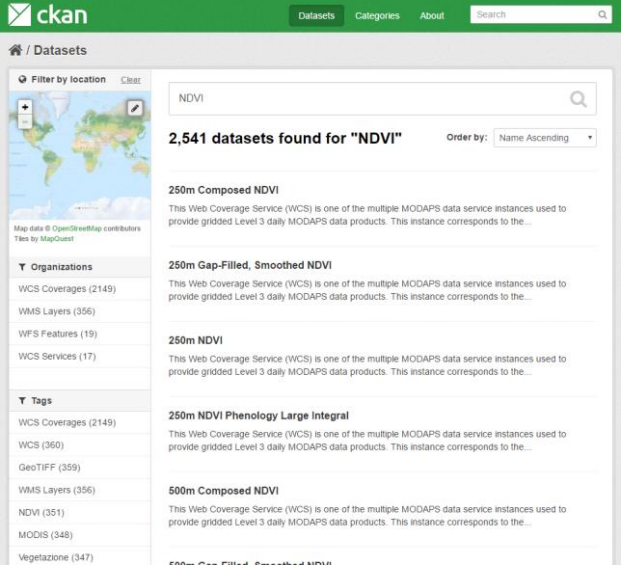 ckan
Datasets Categories About Search
/ Datasets
Filter by location Clear
+
-
Map data © OpenStreetMap contributors
Tiles by MapQuest
Organizations
WCS Coverages (2149)
WMS Layers (356)
WFS Features (19)
WCS Services (17)
Tags
WCS Coverages (2149)
WCS (360)
GeoTIFF (359)
WMS Layers (356)
NDVI (351)
MODIS (348)
Vegetazione (347)
NDVI
2,541 datasets found for "NDVI"
Order by: Name Ascending
250m Composed NDVI
This Web Coverage Service (WCS) is one of the multiple MODAPS data service instances used to
provide gridded Level 3 daily MODAPS data products. This instance corresponds to the...
250m Gap-Filled, Smoothed NDVI
This Web Coverage Service (WCS) is one of the multiple MODAPS data service instances used to
provide gridded Level 3 daily MODAPS data products. This instance corresponds to the...
250m NDVI
This Web Coverage Service (WCS) is one of the multiple MODAPS data service instances used to
provide gridded Level 3 daily MODAPS data products. This instance corresponds to the...
250m NDVI Phenology Large Integral
This Web Coverage Service (WCS) is one of the multiple MODAPS data service instances used to
provide gridded Level 3 daily MODAPS data products. This instance corresponds to the...
500m Composed NDVI
This Web Coverage Service (WCS) is one of the multiple MODAPS data service instances used to
provide gridded Level 3 daily MODAPS data products. This instance corresponds to the...
500m Gap-Filled, Smoothed NDVI